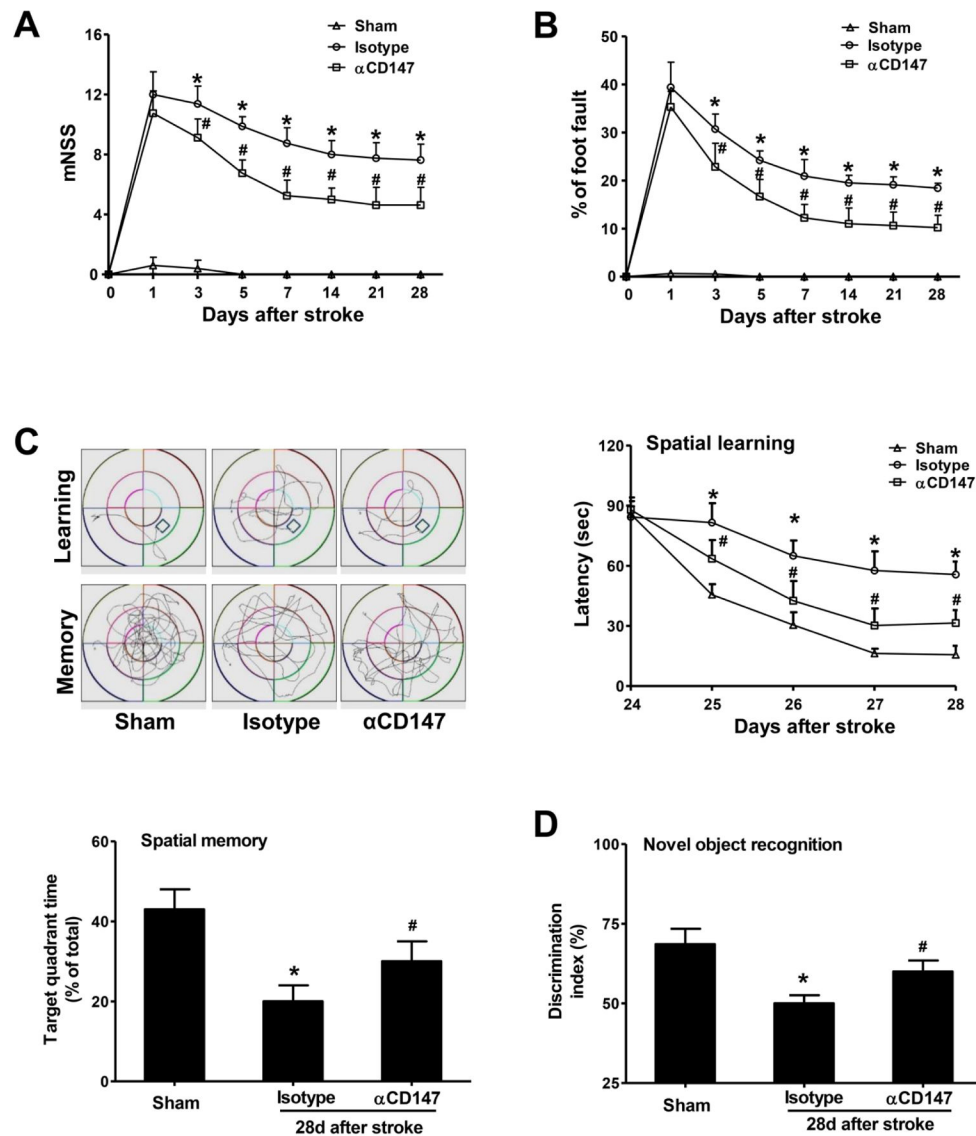 A
Sham
Isotype
αCD147
16
12
8
4
0
mNSS
* * * * * * *
# # # # # # #
0 1 3 5 7 14 21 28
Days after stroke
B
Sham
Isotype
αCD147
50
40
30
20
10
0
% of foot fault
* * * * * * *
# # # # # # #
0 1 3 5 7 14 21 28
Days after stroke
C
Learning
Memory
Sham Isotype αCD147
Spatial learning
Sham
Isotype
αCD147
120
90
60
30
0
Latency (sec)
* * * *
# # # #
24 25 26 27 28
Days after stroke
Spatial memory
60
40
20
0
Target quadrant time
(% of total)
*
#
Sham
Isotype αCD147
28d after stroke
D
Novel object recognition
100
75
50
25
Discrimination
index (%)
*
#
Sham
Isotype αCD147
28d after stroke